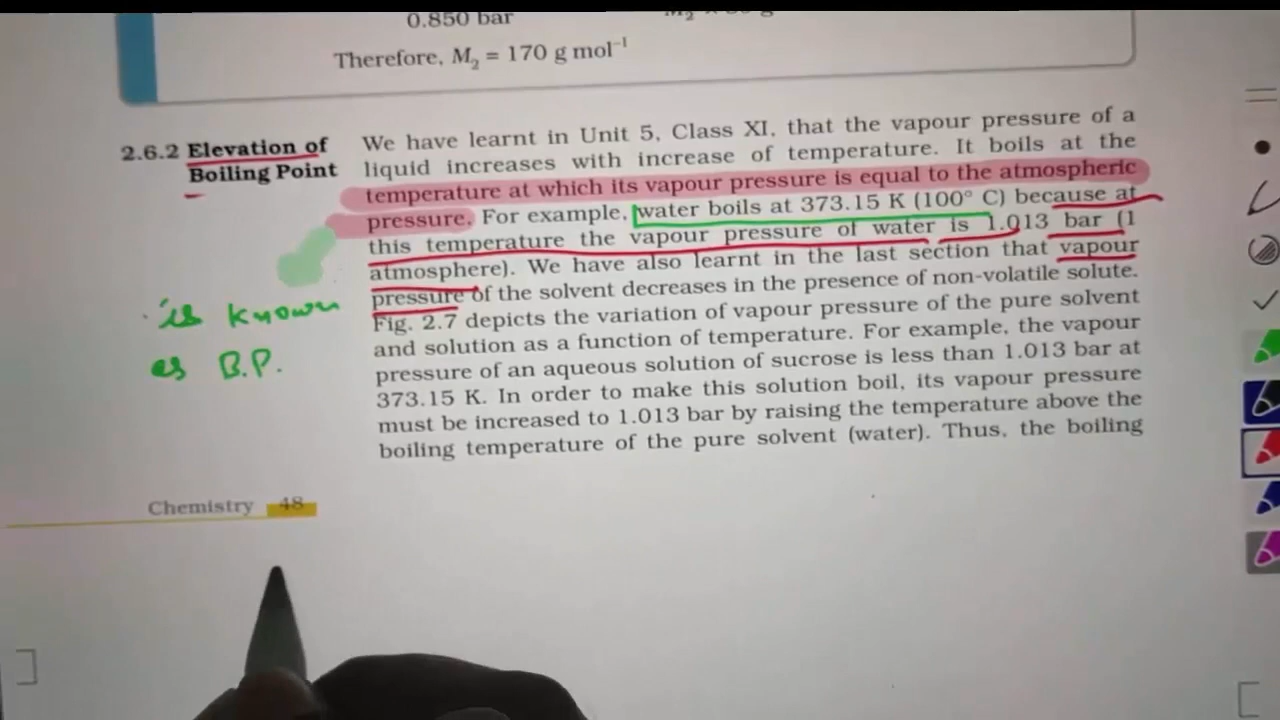 0.850 bar
Therefore, M₂ = 170 g mol⁻¹
2.6.2 Elevation of
Boiling Point
We have learnt in Unit 5, Class XI, that the vapour pressure of a
liquid increases with increase of temperature. It boils at the
temperature at which its vapour pressure is equal to the atmospheric
pressure. For example, water boils at 373.15 K (100° C) because at
this temperature the vapour pressure of water is 1.013 bar (1
atmosphere). We have also learnt in the last section that vapour
pressure of the solvent decreases in the presence of non-volatile solute.
Fig. 2.7 depicts the variation of vapour pressure of the pure solvent
and solution as a function of temperature. For example, the vapour
pressure of an aqueous solution of sucrose is less than 1.013 bar at
373.15 K. In order to make this solution boil, its vapour pressure
must be increased to 1.013 bar by raising the temperature above the
boiling temperature of the pure solvent (water). Thus, the boiling
is known
as B.P.
Chemistry 48